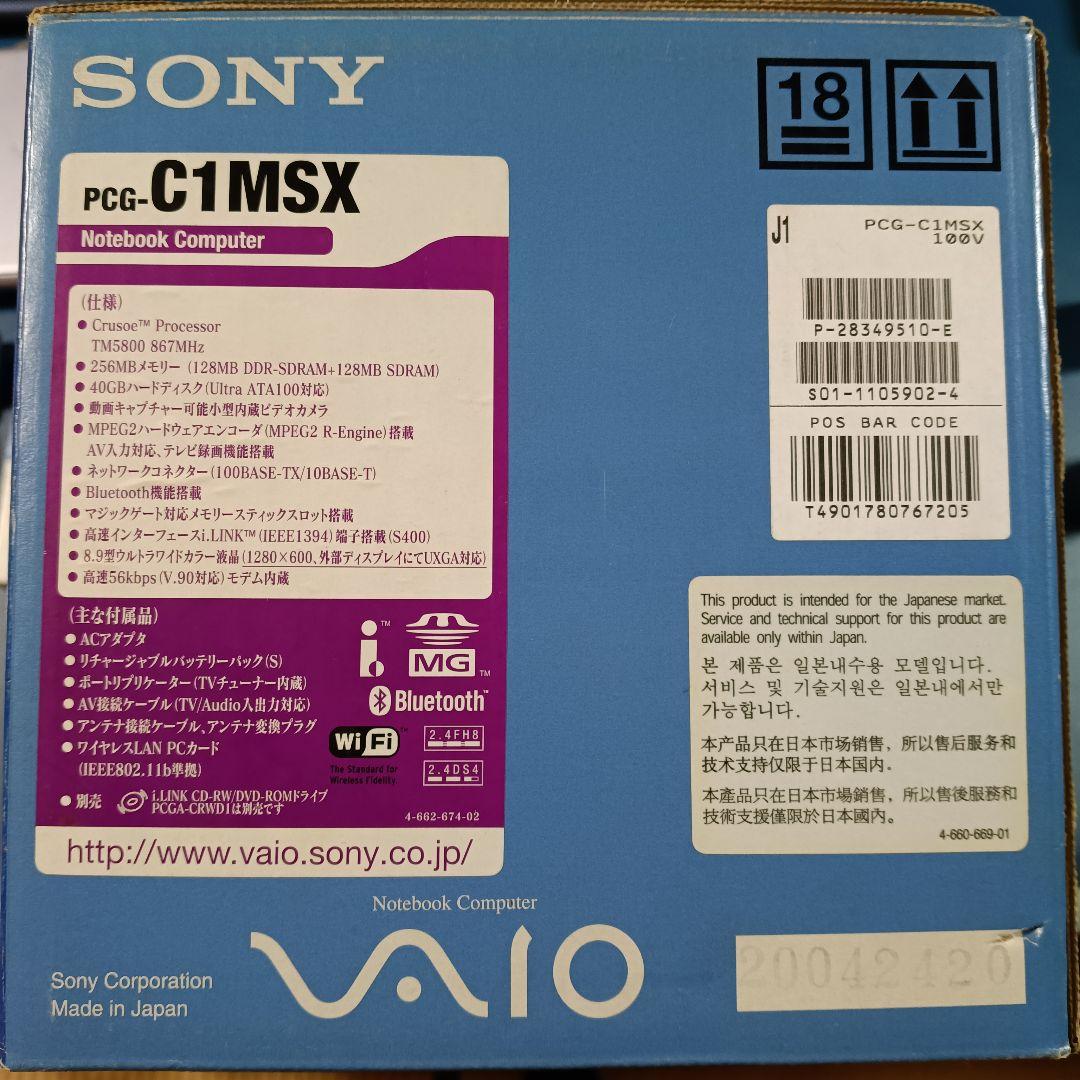 SONY
18
PCG-C1MSX
Notebook Computer
(仕様)
● Crusoe™ Processor
TM5800 867MHz
● 256MBメモリー (128MB DDR-SDRAM+128MB SDRAM)
● 40GBハードディスク(Ultra ATA100対応)
● 動画キャプチャー可能小型内蔵ビデオカメラ
● MPEG2ハードウェアエンコーダ(MPEG2 R-Engine)搭載
AV入力対応、テレビ録画機能搭載
● ネットワークコネクター(100BASE-TX/10BASE-T)
● Bluetooth機能搭載
● マジックゲート対応メモリースティックスロット搭載
● 高速インターフェースi.LINK™(IEEE1394)端子搭載(S400)
● 8.9型ウルトラワイドカラー液晶(1280×600、外部ディスプレイにてUXGA対応)
● 高速56kbps(V.90対応)モデム内蔵
(主な付属品)
● ACアダプタ
● リチャージャブルバッテリーパック(S)
● ポートリプリケーター(TVチューナー内蔵)
● AV接続ケーブル(TV/Audio入出力対応)
● アンテナ接続ケーブル、アンテナ変換プラグ
● ワイヤレスLAN PCカード
(IEEE802.11b準拠)
● 別売 i.LINK CD-RW/DVD-ROMドライブ
PCGA-CRWD1は別売です
i™
MG™
Bluetooth™
Wi Fi™
The Standard for
Wireless Fidelity.
2.4FH8
2.4DS4
4-662-674-02
http://www.vaio.sony.co.jp/
J1
PCG-C1MSX
100V
P-28349510-E
S01-1105902-4
POS BAR CODE
T4901780767205
This product is intended for the Japanese market.
Service and technical support for this product are
available only within Japan.
본 제품은 일본내수용 모델입니다.
서비스 및 기술지원은 일본내에서만
가능합니다.
本产品只在日本市场销售，所以售后服务和
技术支持仅限于日本国内。
本產品只在日本市場銷售，所以售後服務和
技術支援僅限於日本國內。
4-660-669-01
Notebook Computer
VAIO
Sony Corporation
Made in Japan
20042420